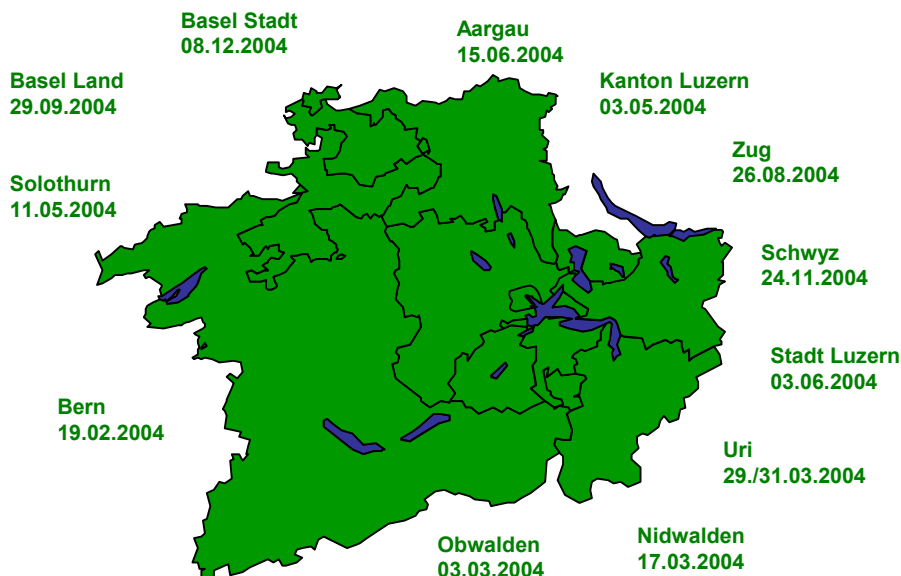 Basel Stadt
08.12.2004
Aargau
15.06.2004
Basel Land
29.09.2004
Kanton Luzern
03.05.2004
Zug
26.08.2004
Solothurn
11.05.2004
Schwyz
24.11.2004
Stadt Luzern
03.06.2004
Bern
19.02.2004
Uri
29./31.03.2004
Obwalden
03.03.2004
Nidwalden
17.03.2004